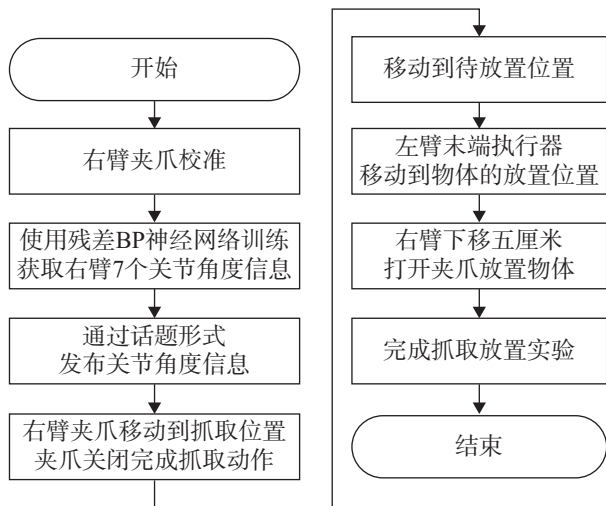 开始
右臂夹爪校准
使用残差BP神经网络训练
获取右臂7个关节角度信息
通过话题形式
发布关节角度信息
右臂夹爪移动到抓取位置
夹爪关闭完成抓取动作
移动到待放置位置
左臂末端执行器
移动到物体的放置位置
右臂下移五厘米
打开夹爪放置物体
完成抓取放置实验
结束